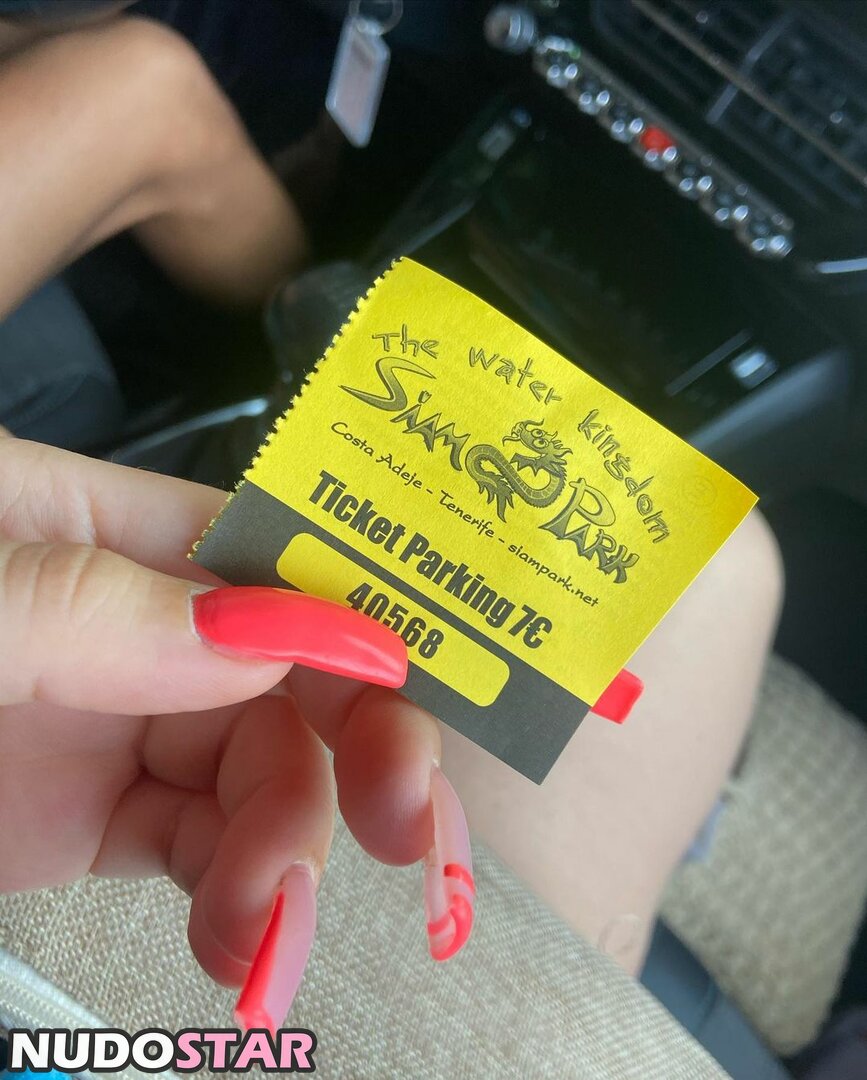 The water kingdom
SIAM PARK
Costa Adeje - Tenerife - siampark.net
Ticket Parking 7€
40568
NUDOSTAR